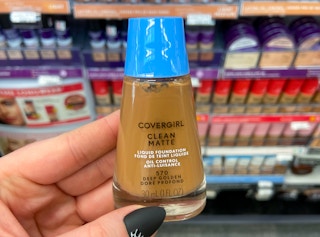 COVERGIRL
CLEAN
MATTE
LIQUID FOUNDATION
FOND DE TEINT LIQUIDE
OIL CONTROL
ANTI-LUISANCE
570
DEEP GOLDEN
DORÉ PROFOND